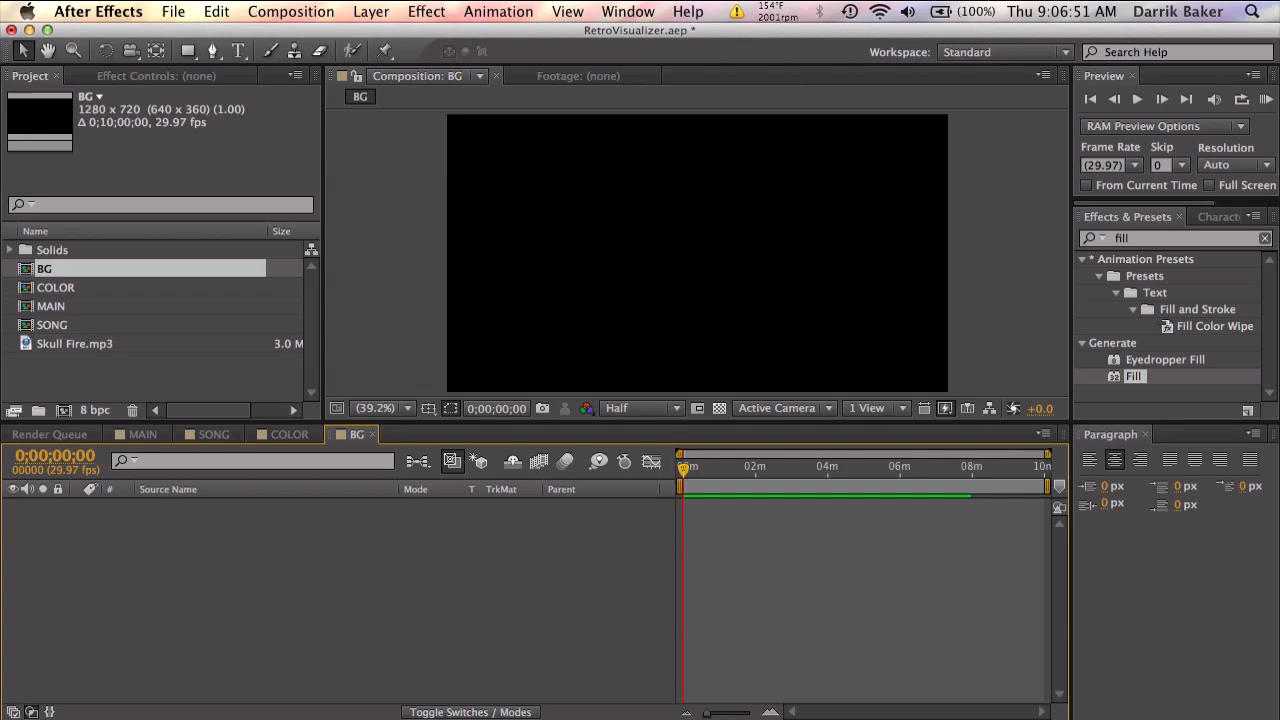 After Effects File Edit Composition Layer Effect Animation View Window Help 154°F 2001rpm (100%) Thu 9:06:51 AM Darrik Baker
RetroVisualizer.aep *
Workspace: Standard Search Help
Project Effect Controls: (none) Composition: BG Footage: (none) Preview
BG
1280 x 720 (640 x 360) (1.00)
Δ 0;10;00;00, 29.97 fps
BG
RAM Preview Options
Frame Rate Skip Resolution
(29.97) 0 Auto
From Current Time Full Screen
Effects & Presets Charact
fill
Name Size
Solids
BG
COLOR
MAIN
SONG
Skull Fire.mp3 3.0 M
* Animation Presets
Presets
Text
Fill and Stroke
Fill Color Wipe
Generate
Eyedropper Fill
32 Fill
8 bpc
(39.2%) 0;00;00;00 Half Active Camera 1 View +0.0
Render Queue MAIN SONG COLOR BG Paragraph
0;00;00;00
00000 (29.97 fps)
02m 04m 06m 08m 10n
# Source Name Mode T TrkMat Parent
0 px 0 px 0 px
0 px 0 px
Toggle Switches / Modes